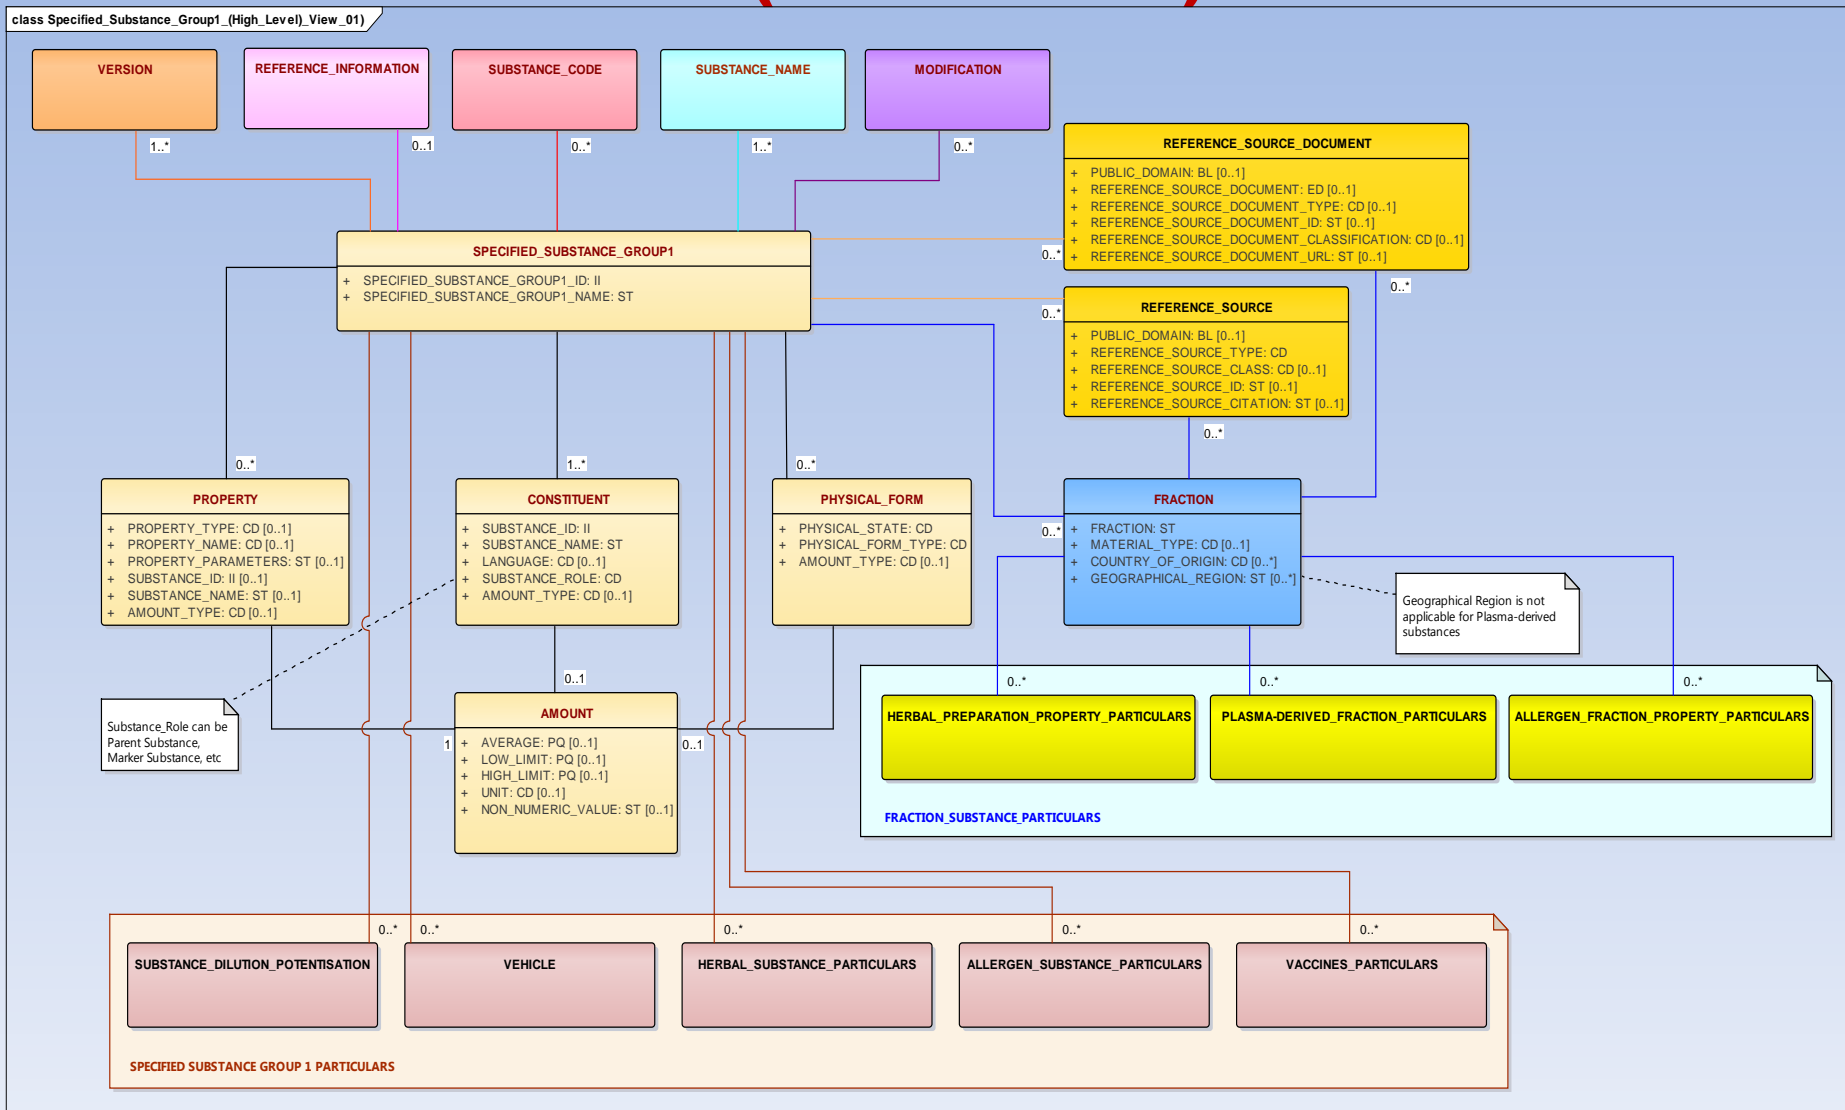 class Specified_Substance_Group1_(High_Level)_View_01)
VERSION
REFERENCE_INFORMATION
SUBSTANCE_CODE
SUBSTANCE_NAME
MODIFICATION
1..*
0..1
0..*
1..*
0..*
REFERENCE_SOURCE_DOCUMENT
+ PUBLIC_DOMAIN: BL [0..1]
+ REFERENCE_SOURCE_DOCUMENT: ED [0..1]
+ REFERENCE_SOURCE_DOCUMENT_TYPE: CD [0..1]
+ REFERENCE_SOURCE_DOCUMENT_ID: ST [0..1]
+ REFERENCE_SOURCE_DOCUMENT_CLASSIFICATION: CD [0..1]
+ REFERENCE_SOURCE_DOCUMENT_URL: ST [0..1]
0..*
0..*
SPECIFIED_SUBSTANCE_GROUP1
+ SPECIFIED_SUBSTANCE_GROUP1_ID: II
+ SPECIFIED_SUBSTANCE_GROUP1_NAME: ST
0..*
REFERENCE_SOURCE
+ PUBLIC_DOMAIN: BL [0..1]
+ REFERENCE_SOURCE_TYPE: CD
+ REFERENCE_SOURCE_CLASS: CD [0..1]
+ REFERENCE_SOURCE_ID: ST [0..1]
+ REFERENCE_SOURCE_CITATION: ST [0..1]
0..*
0..*
1..*
0..*
0..*
PROPERTY
+ PROPERTY_TYPE: CD [0..1]
+ PROPERTY_NAME: CD [0..1]
+ PROPERTY_PARAMETERS: ST [0..1]
+ SUBSTANCE_ID: II [0..1]
+ SUBSTANCE_NAME: ST [0..1]
+ AMOUNT_TYPE: CD [0..1]
CONSTITUENT
+ SUBSTANCE_ID: II
+ SUBSTANCE_NAME: ST
+ LANGUAGE: CD [0..1]
+ SUBSTANCE_ROLE: CD
+ AMOUNT_TYPE: CD [0..1]
PHYSICAL_FORM
+ PHYSICAL_STATE: CD
+ PHYSICAL_FORM_TYPE: CD
+ AMOUNT_TYPE: CD [0..1]
FRACTION
+ FRACTION: ST
+ MATERIAL_TYPE: CD [0..1]
+ COUNTRY_OF_ORIGIN: CD [0..*]
+ GEOGRAPHICAL_REGION: ST [0..*]
Geographical Region is not
applicable for Plasma-derived
substances
Substance_Role can be
Parent Substance,
Marker Substance, etc
0..1
1
0..1
AMOUNT
+ AVERAGE: PQ [0..1]
+ LOW_LIMIT: PQ [0..1]
+ HIGH_LIMIT: PQ [0..1]
+ UNIT: CD [0..1]
+ NON_NUMERIC_VALUE: ST [0..1]
0..*
0..*
0..*
HERBAL_PREPARATION_PROPERTY_PARTICULARS
PLASMA-DERIVED_FRACTION_PARTICULARS
ALLERGEN_FRACTION_PROPERTY_PARTICULARS
FRACTION_SUBSTANCE_PARTICULARS
0..*
0..*
0..*
0..*
0..*
SUBSTANCE_DILUTION_POTENTISATION
VEHICLE
HERBAL_SUBSTANCE_PARTICULARS
ALLERGEN_SUBSTANCE_PARTICULARS
VACCINES_PARTICULARS
SPECIFIED SUBSTANCE GROUP 1 PARTICULARS